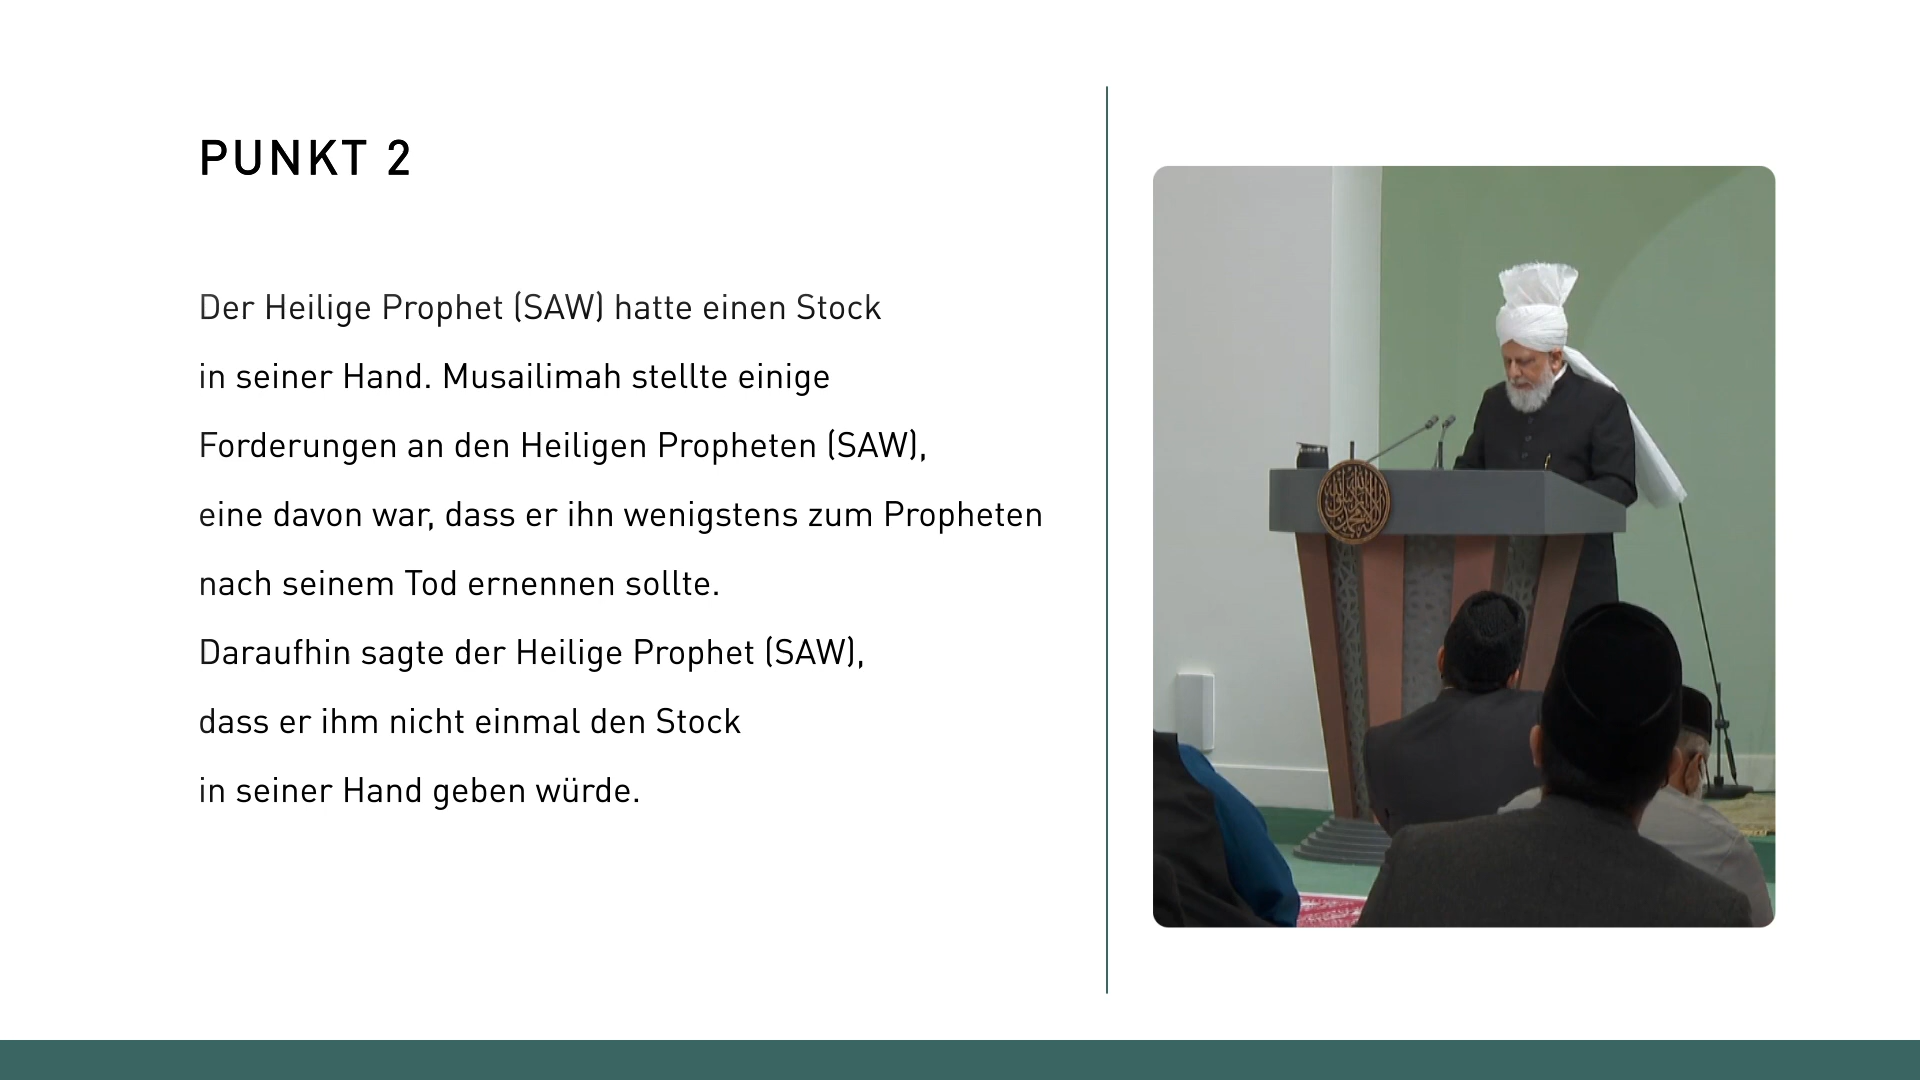 PUNKT 2
Der Heilige Prophet (SAW) hatte einen Stock
in seiner Hand. Musailimah stellte einige
Forderungen an den Heiligen Propheten (SAW),
eine davon war, dass er ihn wenigstens zum Propheten
nach seinem Tod ernennen sollte.
Daraufhin sagte der Heilige Prophet (SAW),
dass er ihm nicht einmal den Stock
in seiner Hand geben würde.